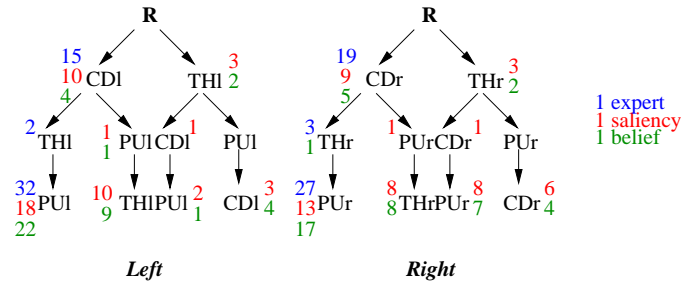 R R
15 3 19 3
10 CDl THl 2 9 CDr THr 2
4 5
1 expert
1 saliency
1 belief
2 THl 1 PUl CDl 1 PUl 3 THr 1 PUr CDr 1 PUr
1 1
32 10 2 3 27 8 8 6
18 PUl THl PUl CDl 13 PUr THr PUr CDr
22 9 1 4 17 8 7 4
Left Right